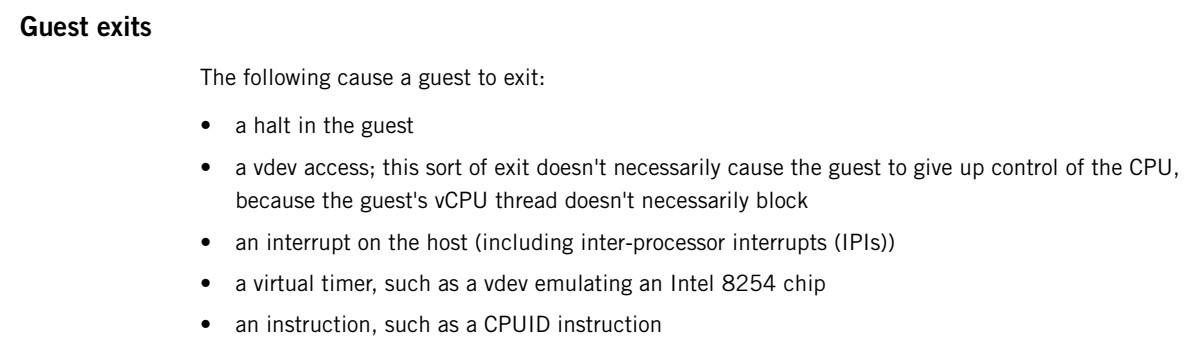 Guest exits
The following cause a guest to exit:
• a halt in the guest
• a vdev access; this sort of exit doesn't necessarily cause the guest to give up control of the CPU,
because the guest's vCPU thread doesn't necessarily block
• an interrupt on the host (including inter-processor interrupts (IPIs))
• a virtual timer, such as a vdev emulating an Intel 8254 chip
• an instruction, such as a CPUID instruction